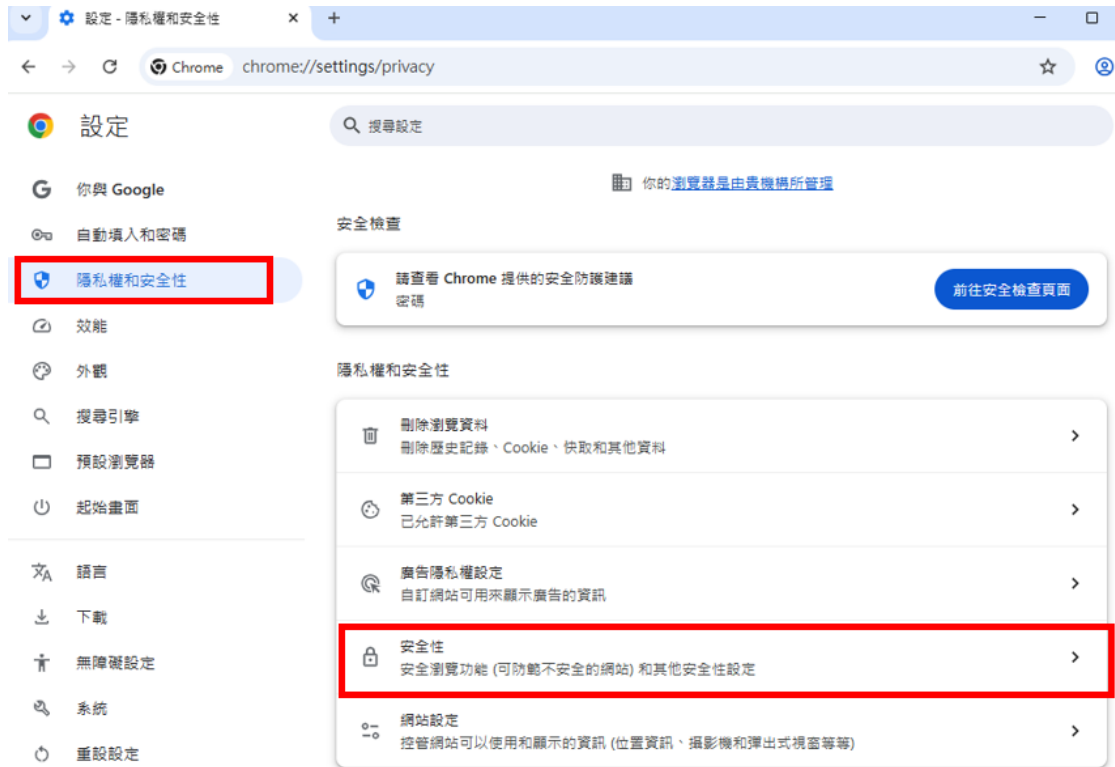 設定 - 隱私權和安全性
Chrome chrome://settings/privacy
設定
搜尋設定
你與 Google
自動填入和密碼
隱私權和安全性
效能
外觀
搜尋引擎
預設瀏覽器
起始畫面
語言
下載
無障礙設定
系統
重設設定
你的瀏覽器是由貴機構所管理
安全檢查
請查看 Chrome 提供的安全防護建議
密碼
前往安全檢查頁面
隱私權和安全性
刪除瀏覽資料
刪除歷史記錄、Cookie、快取和其他資料
第三方 Cookie
已允許第三方 Cookie
廣告隱私權設定
自訂網站可用來顯示廣告的資訊
安全性
安全瀏覽功能 (可防範不安全的網站) 和其他安全性設定
網站設定
控管網站可以使用和顯示的資訊 (位置資訊、攝影機和彈出式視窗等等)